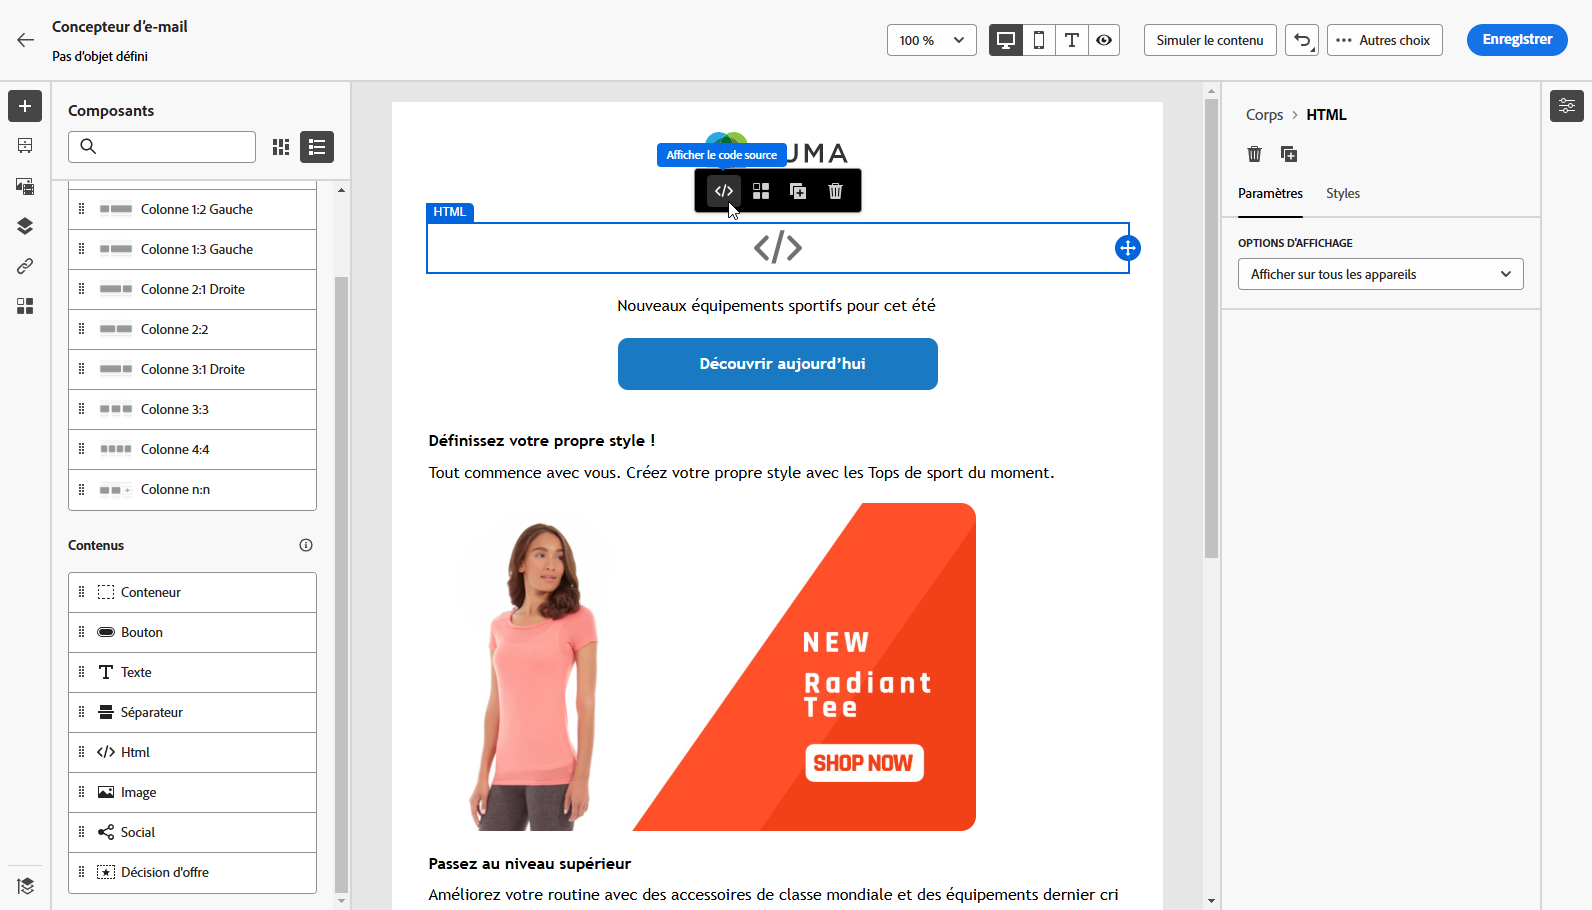 Concepteur d'e-mail
Pas d'objet défini
100 %
Simuler le contenu
Autres choix
Enregistrer
Composants
Colonne 1:2 Gauche
Colonne 1:3 Gauche
Colonne 2:1 Droite
Colonne 2:2
Colonne 3:1 Droite
Colonne 3:3
Colonne 4:4
Colonne n:n
Contenus
Conteneur
Bouton
Texte
Séparateur
Html
Image
Social
Décision d'offre
UMA
Afficher le code source
HTML
Nouveaux équipements sportifs pour cet été
Découvrir aujourd’hui
Définissez votre propre style !
Tout commence avec vous. Créez votre propre style avec les Tops de sport du moment.
NEW
Radiant
Tee
SHOP NOW
Passez au niveau supérieur
Améliorez votre routine avec des accessoires de classe mondiale et des équipements dernier cri
Corps > HTML
Paramètres
Styles
OPTIONS D'AFFICHAGE
Afficher sur tous les appareils